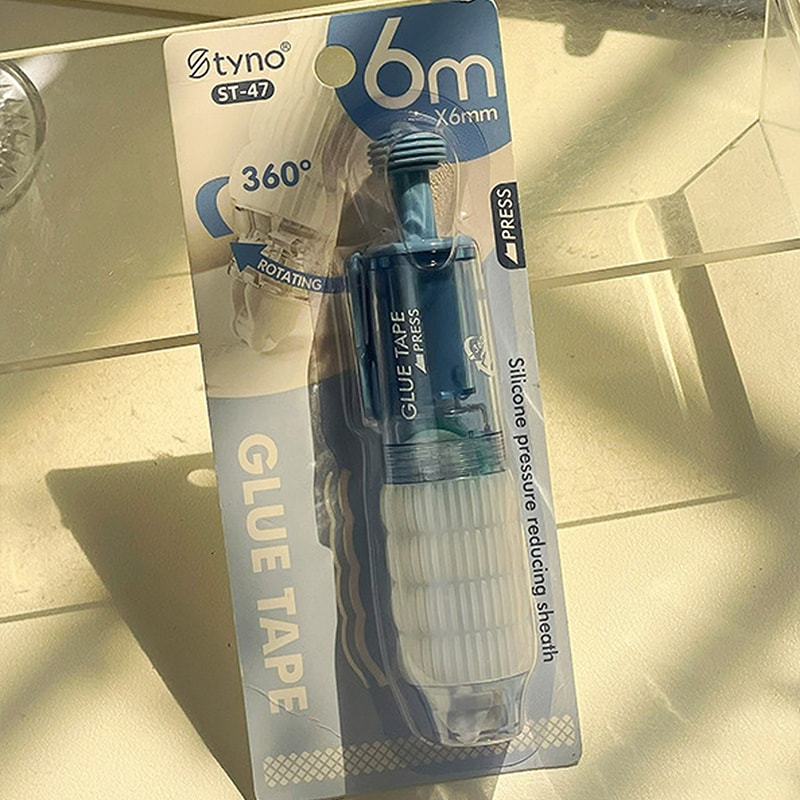 Styno®
ST-47
6m
X6mm
360°
ROTATING
PRESS
GLUE TAPE
PRESS
Silicone pressure reducing sheath
GLUE TAPE